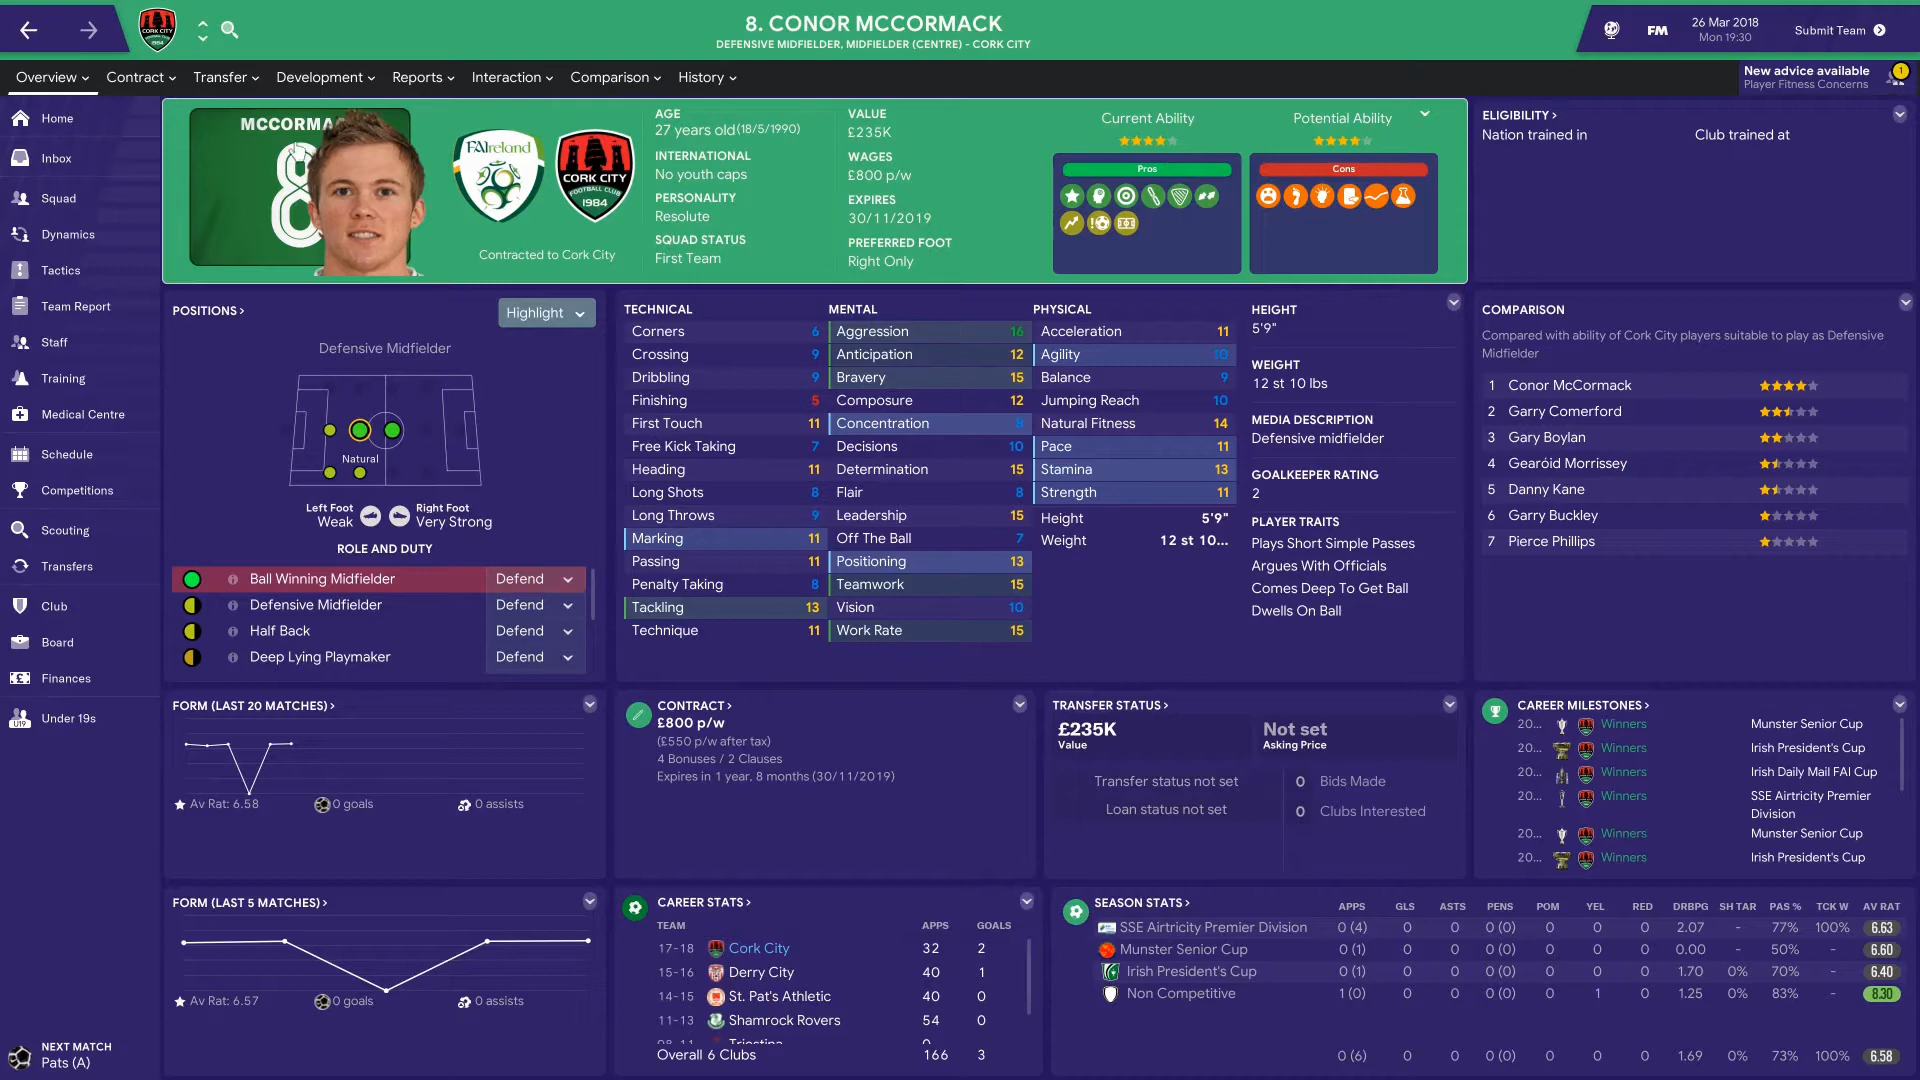 8. CONOR MCCORMACK
DEFENSIVE MIDFIELDER, MIDFIELDER (CENTRE) - CORK CITY
FM
26 Mar 2018
Mon 19:30
Submit Team
Overview
Contract
Transfer
Development
Reports
Interaction
Comparison
History
New advice available
Player Fitness Concerns
1
Home
Inbox
Squad
Dynamics
Tactics
Team Report
Staff
Training
Medical Centre
Schedule
Competitions
Scouting
Transfers
Club
Board
Finances
Under 19s
NEXT MATCH
Pats (A)
MCCORMA
8
FAIreland
CORK CITY
FOOTBALL CLUB
1984
Contracted to Cork City
AGE
27 years old (18/5/1990)
INTERNATIONAL
No youth caps
PERSONALITY
Resolute
SQUAD STATUS
First Team
VALUE
£235K
WAGES
£800 p/w
EXPIRES
30/11/2019
PREFERRED FOOT
Right Only
Current Ability
Pros
Potential Ability
Cons
ELIGIBILITY >
Nation trained in Club trained at
POSITIONS >
Highlight
Defensive Midfielder
Natural
Left Foot
Weak
Right Foot
Very Strong
ROLE AND DUTY
Ball Winning Midfielder Defend
Defensive Midfielder Defend
Half Back Defend
Deep Lying Playmaker Defend
TECHNICAL
Corners 6
Crossing 9
Dribbling 9
Finishing 5
First Touch 11
Free Kick Taking 7
Heading 11
Long Shots 8
Long Throws 9
Marking 11
Passing 11
Penalty Taking 8
Tackling 13
Technique 11
MENTAL
Aggression 16
Anticipation 12
Bravery 15
Composure 12
Concentration 8
Decisions 10
Determination 15
Flair 8
Leadership 15
Off The Ball 7
Positioning 13
Teamwork 15
Vision 10
Work Rate 15
PHYSICAL
Acceleration 11
Agility 10
Balance 9
Jumping Reach 10
Natural Fitness 14
Pace 11
Stamina 13
Strength 11
Height 5'9"
Weight 12 st 10...
HEIGHT
5'9"
WEIGHT
12 st 10 lbs
MEDIA DESCRIPTION
Defensive midfielder
GOALKEEPER RATING
2
PLAYER TRAITS
Plays Short Simple Passes
Argues With Officials
Comes Deep To Get Ball
Dwells On Ball
COMPARISON
Compared with ability of Cork City players suitable to play as Defensive
Midfielder
1 Conor McCormack
2 Garry Comerford
3 Gary Boylan
4 Gearóid Morrissey
5 Danny Kane
6 Garry Buckley
7 Pierce Phillips
FORM (LAST 20 MATCHES) >
Av Rat: 6.58 0 goals 0 assists
CONTRACT >
£800 p/w
(£550 p/w after tax)
4 Bonuses / 2 Clauses
Expires in 1 year, 8 months (30/11/2019)
TRANSFER STATUS >
£235K
Value
Not set
Asking Price
Transfer status not set
Loan status not set
0 Bids Made
0 Clubs Interested
CAREER MILESTONES >
20... Winners Munster Senior Cup
20... Winners Irish President's Cup
20... Winners Irish Daily Mail FAI Cup
20... Winners SSE Airtricity Premier
Division
20... Winners Munster Senior Cup
20... Winners Irish President's Cup
FORM (LAST 5 MATCHES) >
Av Rat: 6.57 0 goals 0 assists
CAREER STATS >
TEAM APPS GOALS
17-18 Cork City 32 2
15-16 Derry City 40 1
14-15 St. Pat's Athletic 40 0
11-13 Shamrock Rovers 54 0
08-11 Triestina 0
Overall 6 Clubs 166 3
SEASON STATS >
APPS GLS ASTS PENS POM YEL RED DRBPG SH TAR PAS % TCK W AV RAT
SSE Airtricity Premier Division 0 (4) 0 0 0 (0) 0 0 0 2.07 - 77% 100% 6.63
Munster Senior Cup 0 (1) 0 0 0 (0) 0 0 0 0.00 - 50% - 6.60
Irish President's Cup 0 (1) 0 0 0 (0) 0 0 0 1.70 0% 70% - 6.40
Non Competitive 1 (0) 0 0 0 (0) 0 1 0 1.25 0% 83% - 8.30
0 (6) 0 0 0 (0) 0 0 0 1.69 0% 73% 100% 6.58